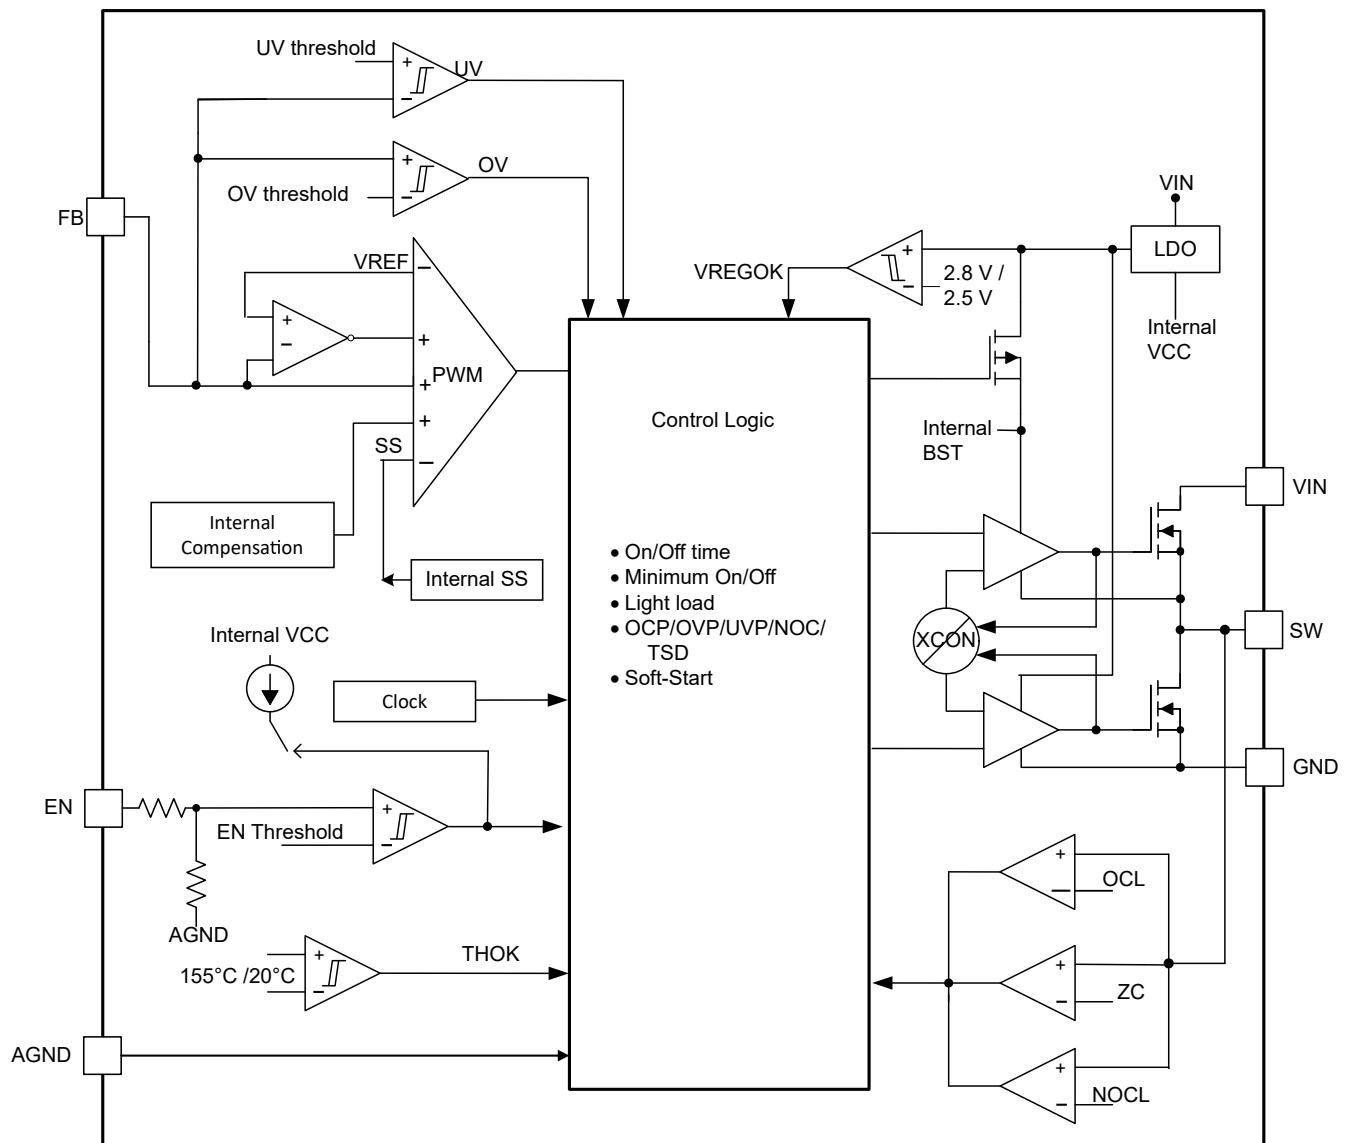 UV threshold
+
−
UV
+
−
OV
OV threshold
FB
VREF
−
+
−
+
+
PWM
+
SS
−
Internal
Compensation
Internal SS
VIN
LDO
Internal
VCC
VREGOK
+
−
2.8 V /
2.5 V
Internal
BST
Control Logic
• On/Off time
• Minimum On/Off
• Light load
• OCP/OVP/UVP/NOC/
TSD
• Soft-Start
VIN
XCON
SW
GND
Internal VCC
Clock
EN
+
−
EN Threshold
AGND
+
−
155°C /20°C
THOK
AGND
+
−
OCL
+
−
ZC
+
−
NOCL